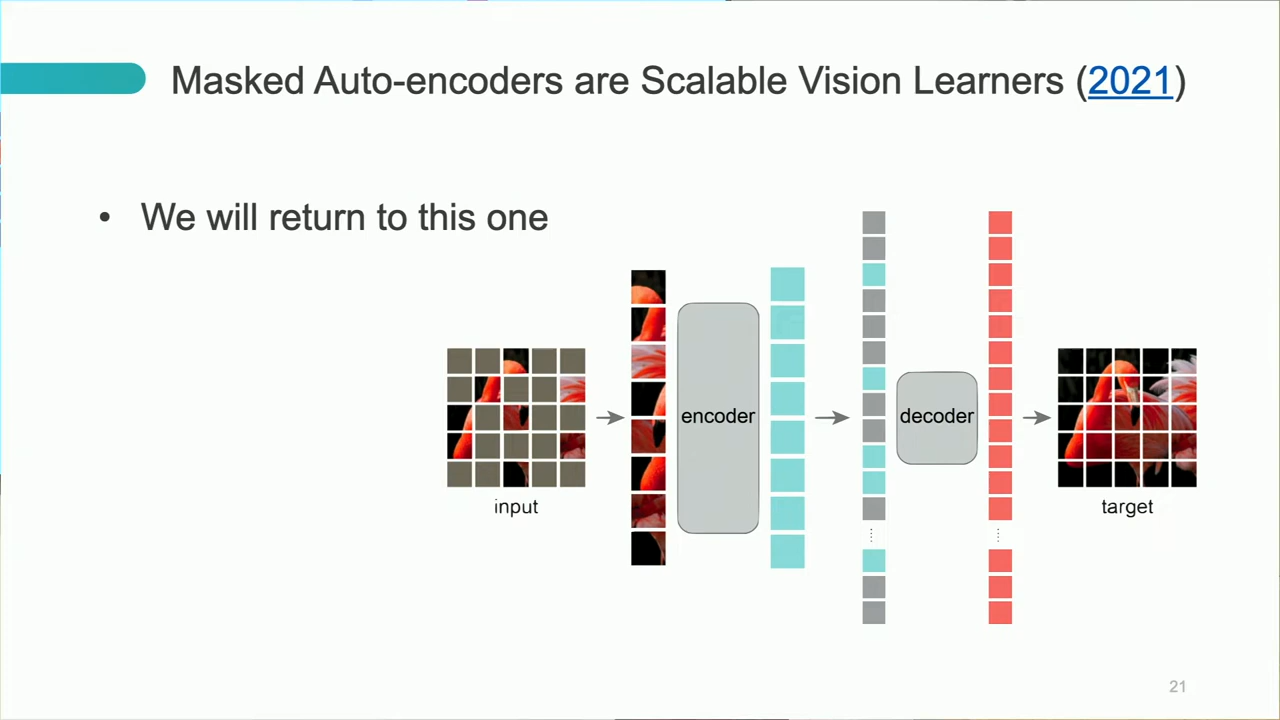 Masked Auto-encoders are Scalable Vision Learners (2021)
• We will return to this one
encoder
decoder
input
target
21